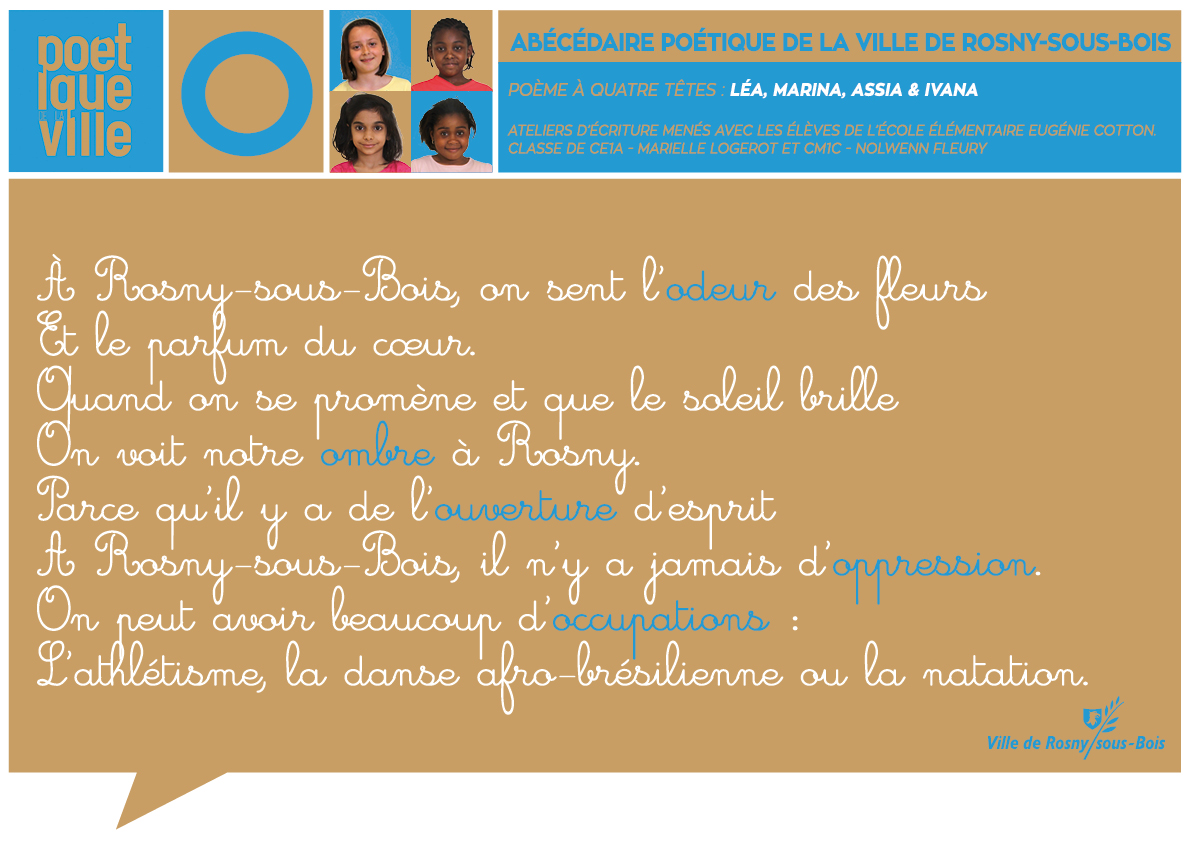 poet
ique
DE LA
ville
O
ABÉCÉDAIRE POÉTIQUE DE LA VILLE DE ROSNY-SOUS-BOIS
POÈME À QUATRE TÊTES : LÉA, MARINA, ASSIA & IVANA
ATELIERS D'ÉCRITURE MENÉS AVEC LES ÉLÈVES DE L'ÉCOLE ÉLÉMENTAIRE EUGÉNIE COTTON.
CLASSE DE CE1A - MARIELLE LOGEROT ET CM1C - NOLWENN FLEURY
À Rosny-sous-Bois, on sent l'odeur des fleurs
Et le parfum du cœur.
Quand on se promène et que le soleil brille
On voit notre ombre à Rosny.
Parce qu'il y a de l'ouverture d'esprit
A Rosny-sous-Bois, il n'y a jamais d'oppression.
On peut avoir beaucoup d'occupations :
L'athlétisme, la danse afro-brésilienne ou la natation.
Ville de Rosny/sous-Bois